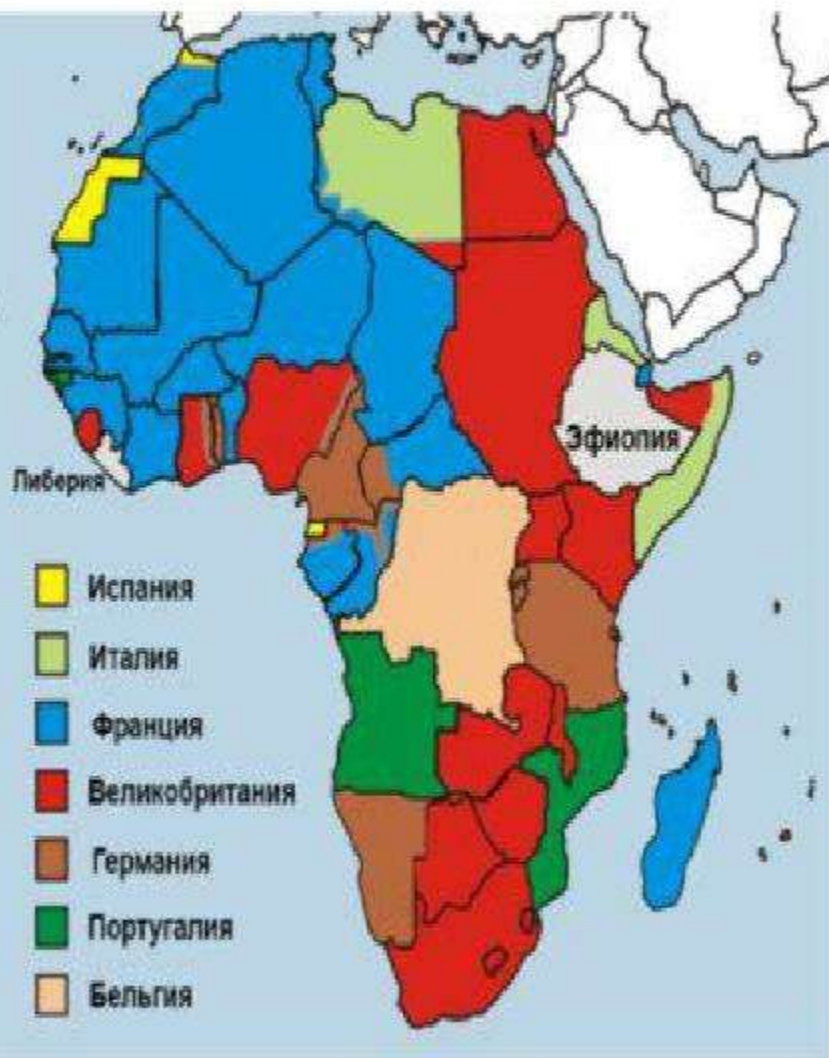 Эфиопия
Либерия
Испания
Италия
Франция
Великобритания
Германия
Португалия
Бельгия